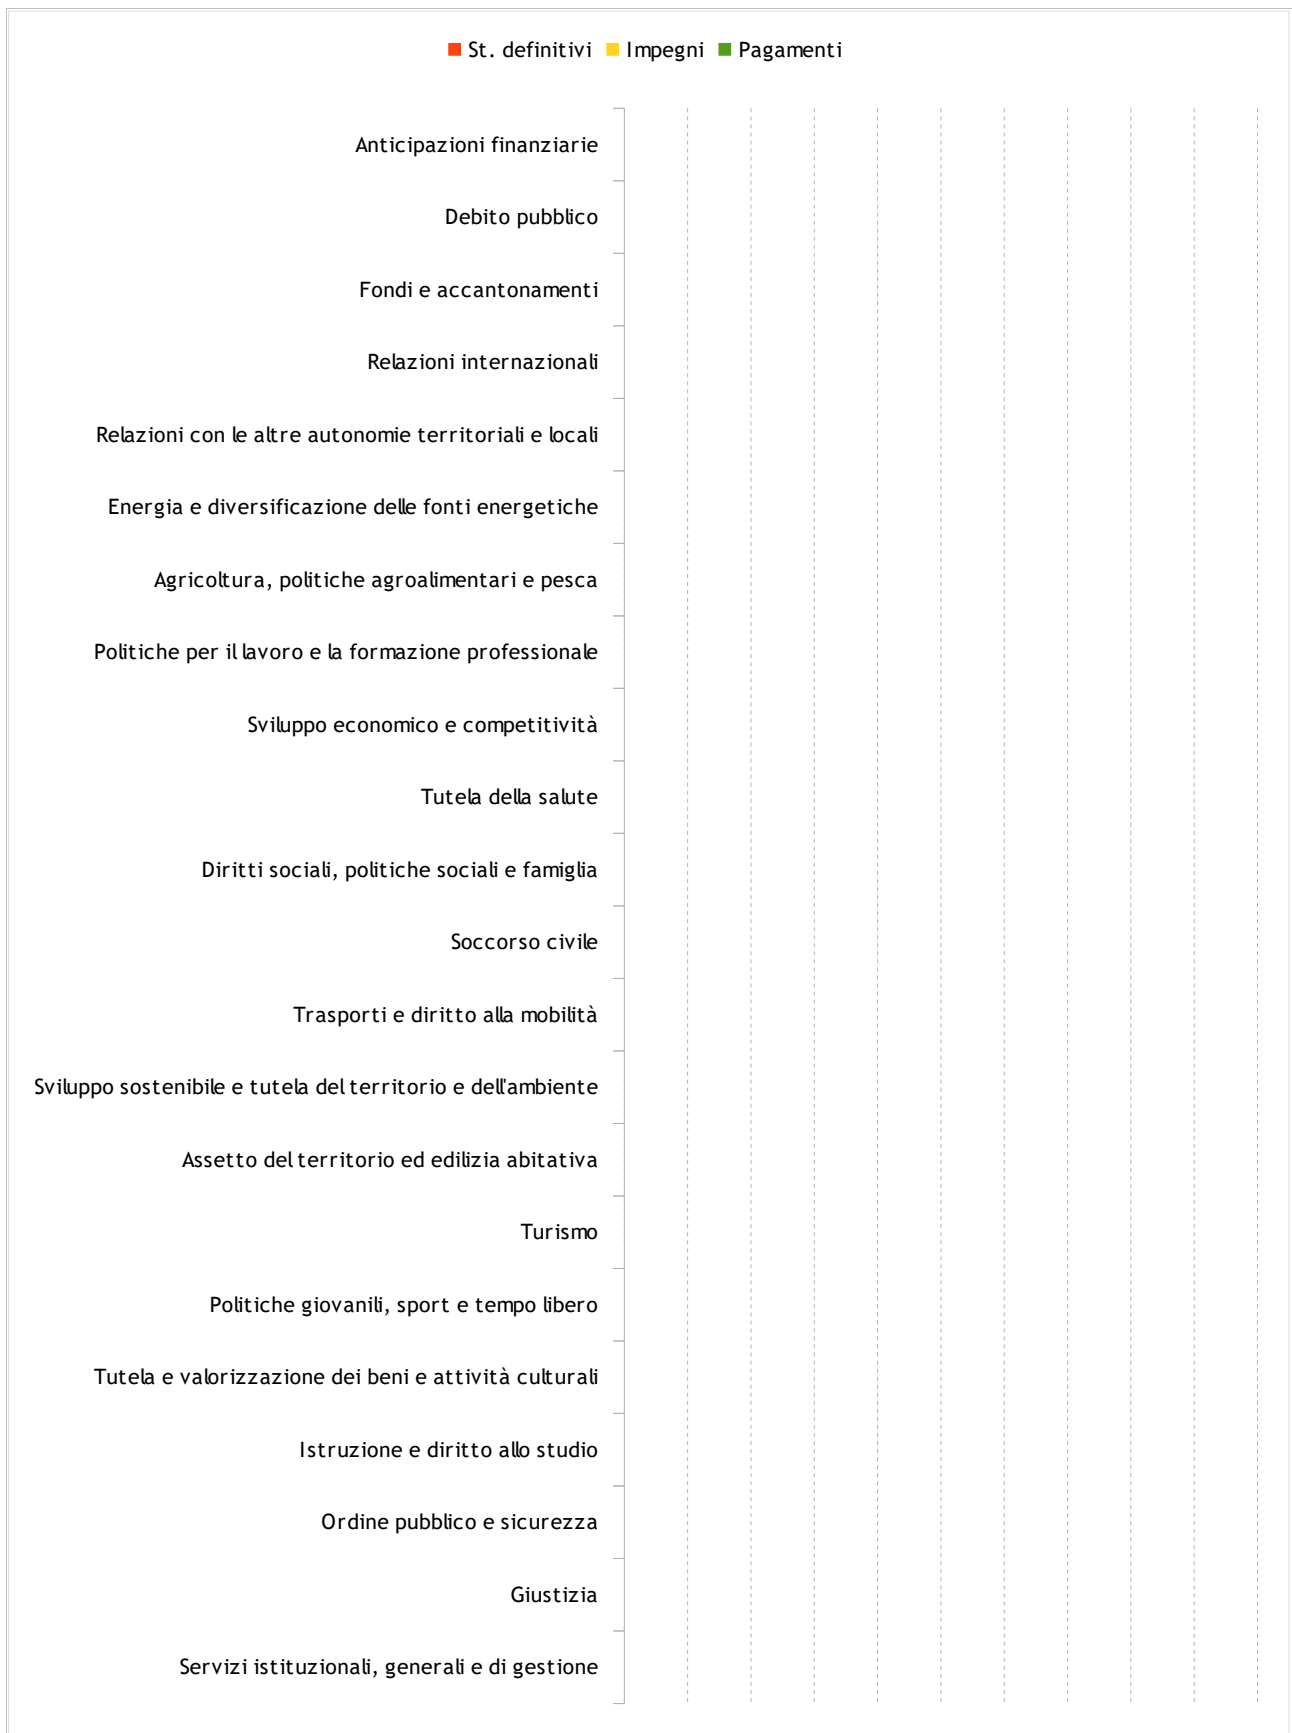 St. definitivi Impegni Pagamenti
Anticipazioni finanziarie
Debito pubblico
Fondi e accantonamenti
Relazioni internazionali
Relazioni con le altre autonomie territoriali e locali
Energia e diversificazione delle fonti energetiche
Agricoltura, politiche agroalimentari e pesca
Politiche per il lavoro e la formazione professionale
Sviluppo economico e competitività
Tutela della salute
Diritti sociali, politiche sociali e famiglia
Soccorso civile
Trasporti e diritto alla mobilità
Sviluppo sostenibile e tutela del territorio e dell'ambiente
Assetto del territorio ed edilizia abitativa
Turismo
Politiche giovanili, sport e tempo libero
Tutela e valorizzazione dei beni e attività culturali
Istruzione e diritto allo studio
Ordine pubblico e sicurezza
Giustizia
Servizi istituzionali, generali e di gestione